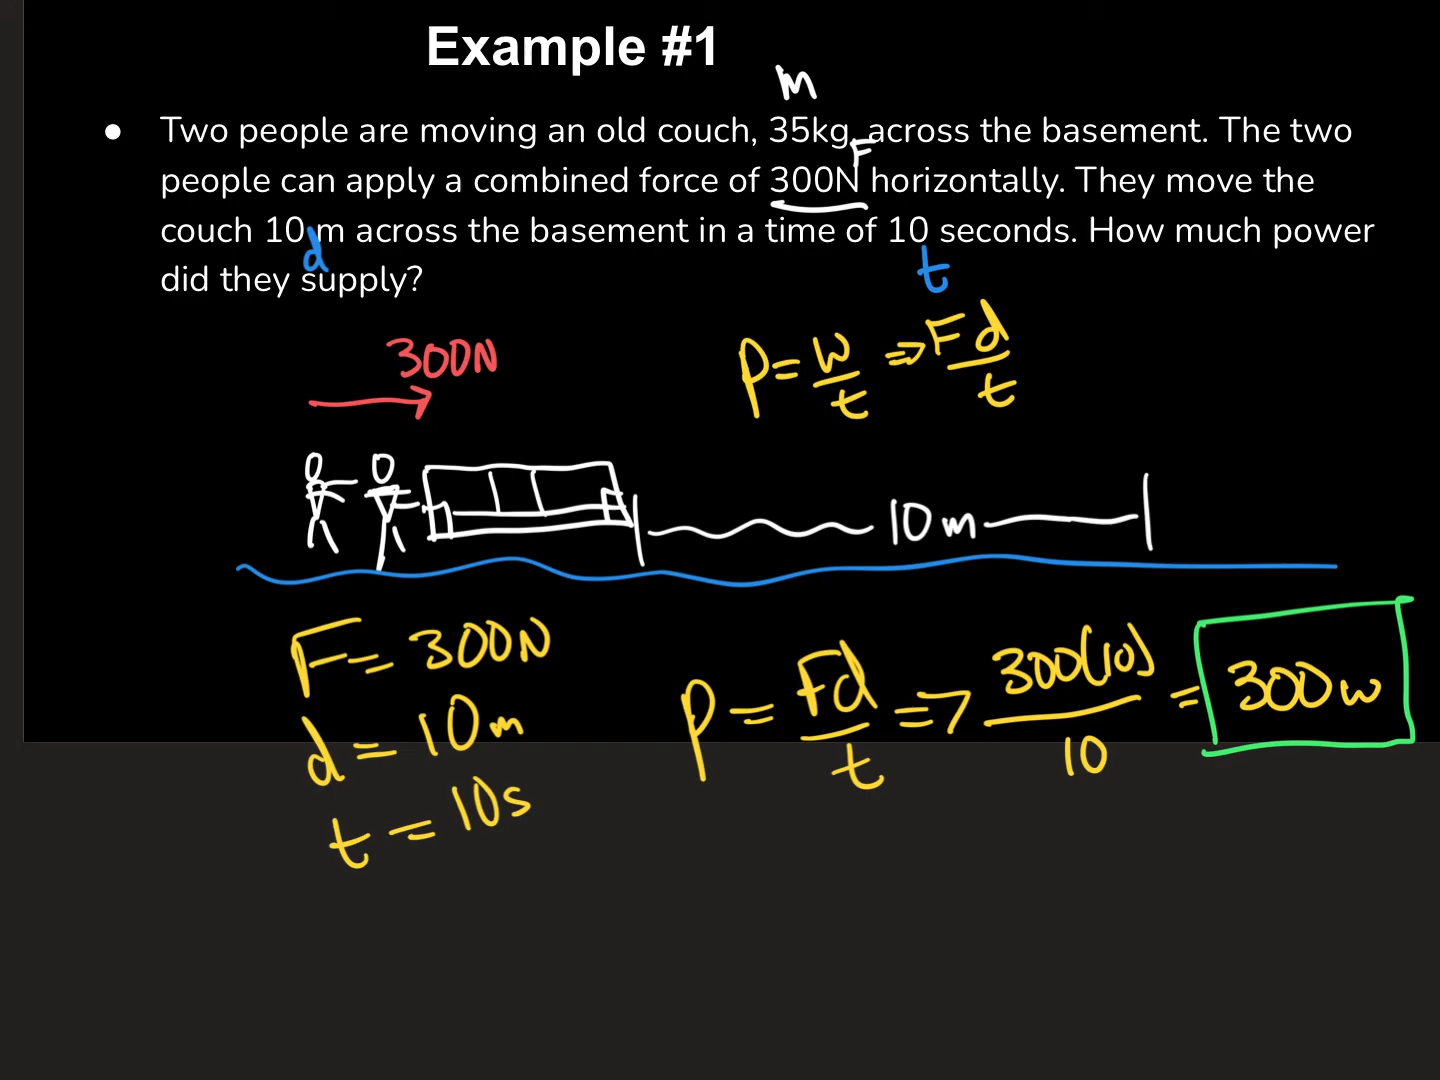 Example #1
m
● Two people are moving an old couch, 35kg, across the basement. The two
F
people can apply a combined force of 300N horizontally. They move the
couch 10 m across the basement in a time of 10 seconds. How much power
d t
did they supply?
300N
P = W/t => Fd/t
10m
F = 300N
d = 10m
t = 10s
P = Fd/t => 300(10)/10 = 300w